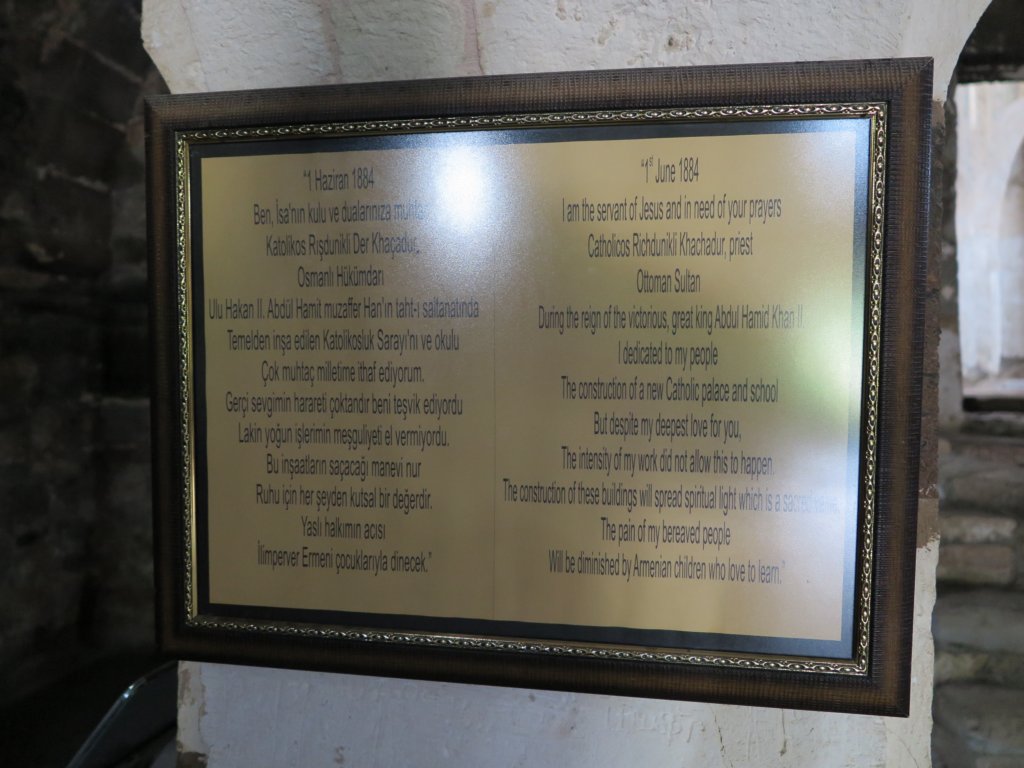 “1 Haziran 1884
Ben, İsa'nın kulu ve dualarınıza
Katolikos Rışdunikli Der Khaçadur,
Osmanlı Hükümdarı
Ulu Hakan II. Abdül Hamit muzaffer Han'ın taht-ı saltanatında
Temelden inşa edilen Katolikosluk Sarayı'nı ve okulu
Çok muhtaç milletime ithaf ediyorum.
Gerçi sevgimin harareti çoktandır beni teşvik ediyordu
Lakin yoğun işlerimin meşguliyeti el vermiyordu.
Bu inşaatların saçacağı manevi nur
Ruhu için her şeyden kutsal bir değerdir.
Yaslı halkımın acısı
İlimperver Ermeni çocuklarıyla dinecek.”
“1st June 1884
I am the servant of Jesus and in need of your prayers
Catholicos Richdunikli Khachadur, priest
Ottoman Sultan
During the reign of the victorious, great king Abdul Hamid Khan II.
I dedicated to my people
The construction of a new Catholic palace and school
But despite my deepest love for you,
The intensity of my work did not allow this to happen.
The construction of these buildings will spread spiritual light which is a sacred
The pain of my bereaved people
Will be diminished by Armenian children who love to learn.”